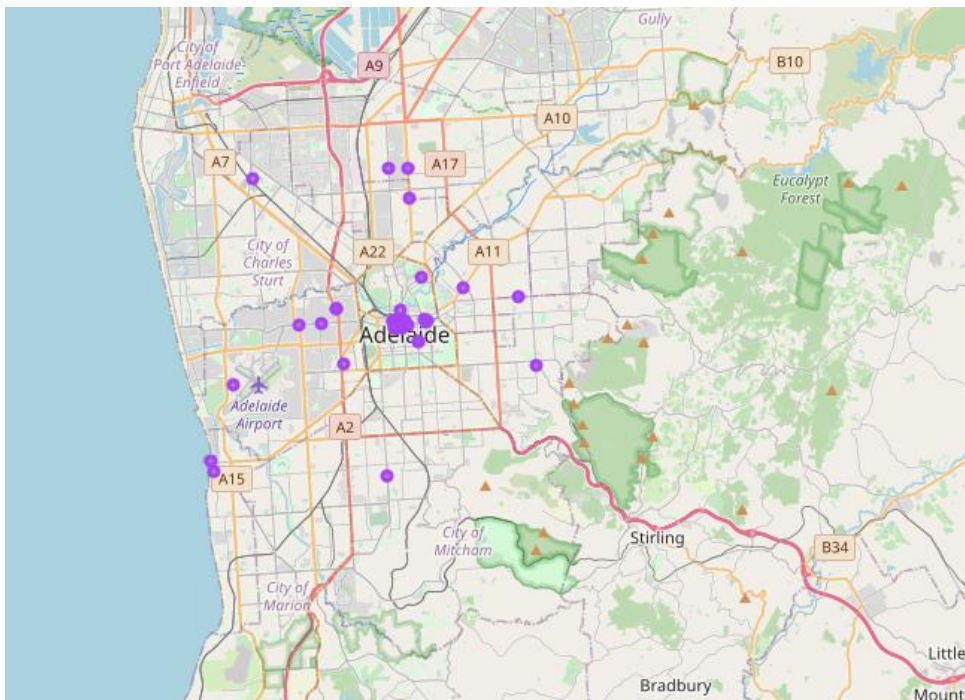 Gully
City of
Port Adelaide
Enfield
A9
B10
A10
A7
A17
Eucalypt
Forest
City of
Charles
Sturt
A22
A11
Adelaide
Adelaide
Airport
A2
A15
City of
Mitcham
Stirling
B34
City of
Marion
Little
Bradbury
Mount